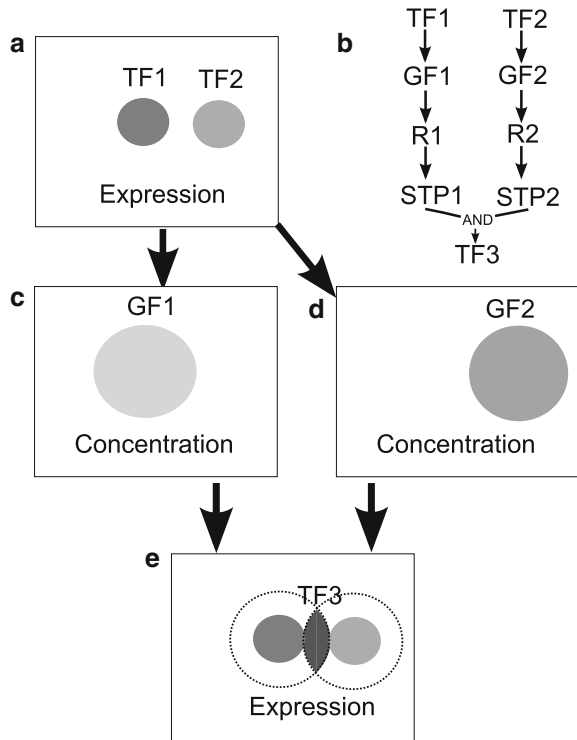 a
TF1 TF2
Expression
b
TF1 TF2
GF1 GF2
R1 R2
STP1 STP2
AND
TF3
c
GF1
Concentration
d
GF2
Concentration
e
TF3
Expression